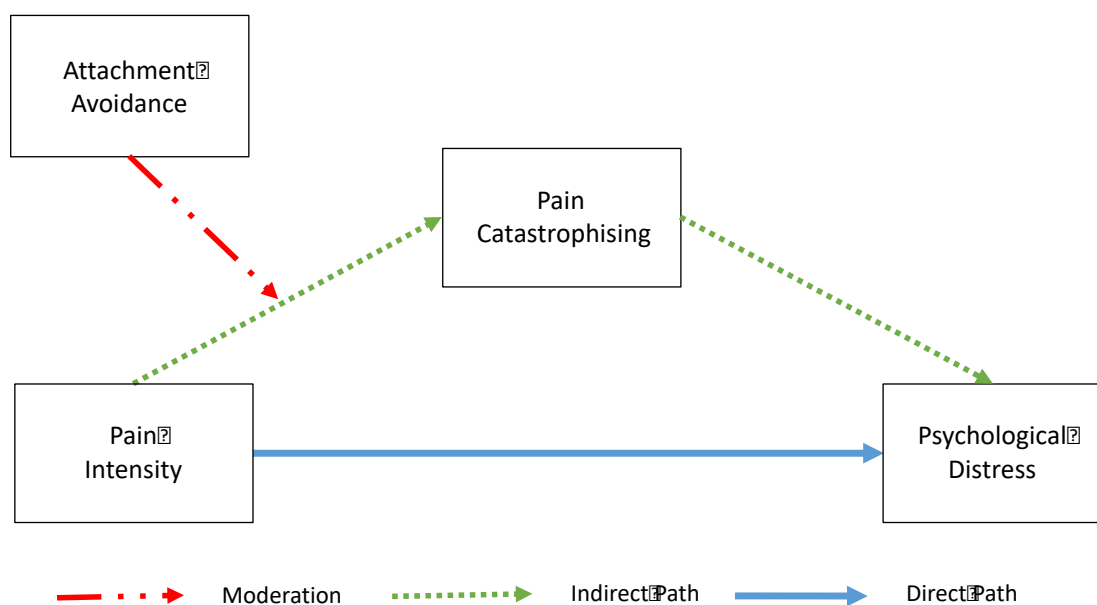 Attachment
Avoidance
Pain
Catastrophising
Pain
Intensity
Psychological
Distress
Moderation
Indirect Path
Direct Path